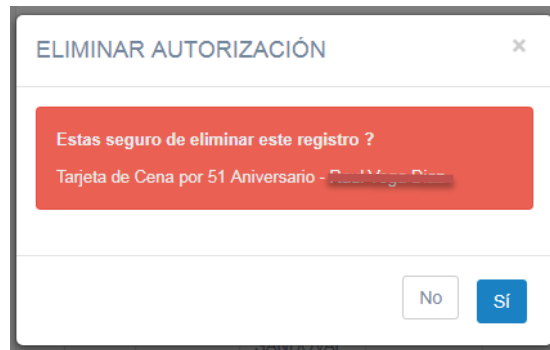 ELIMINAR AUTORIZACIÓN ×
Estas seguro de eliminar este registro ?
Tarjeta de Cena por 51 Aniversario -
No Sí